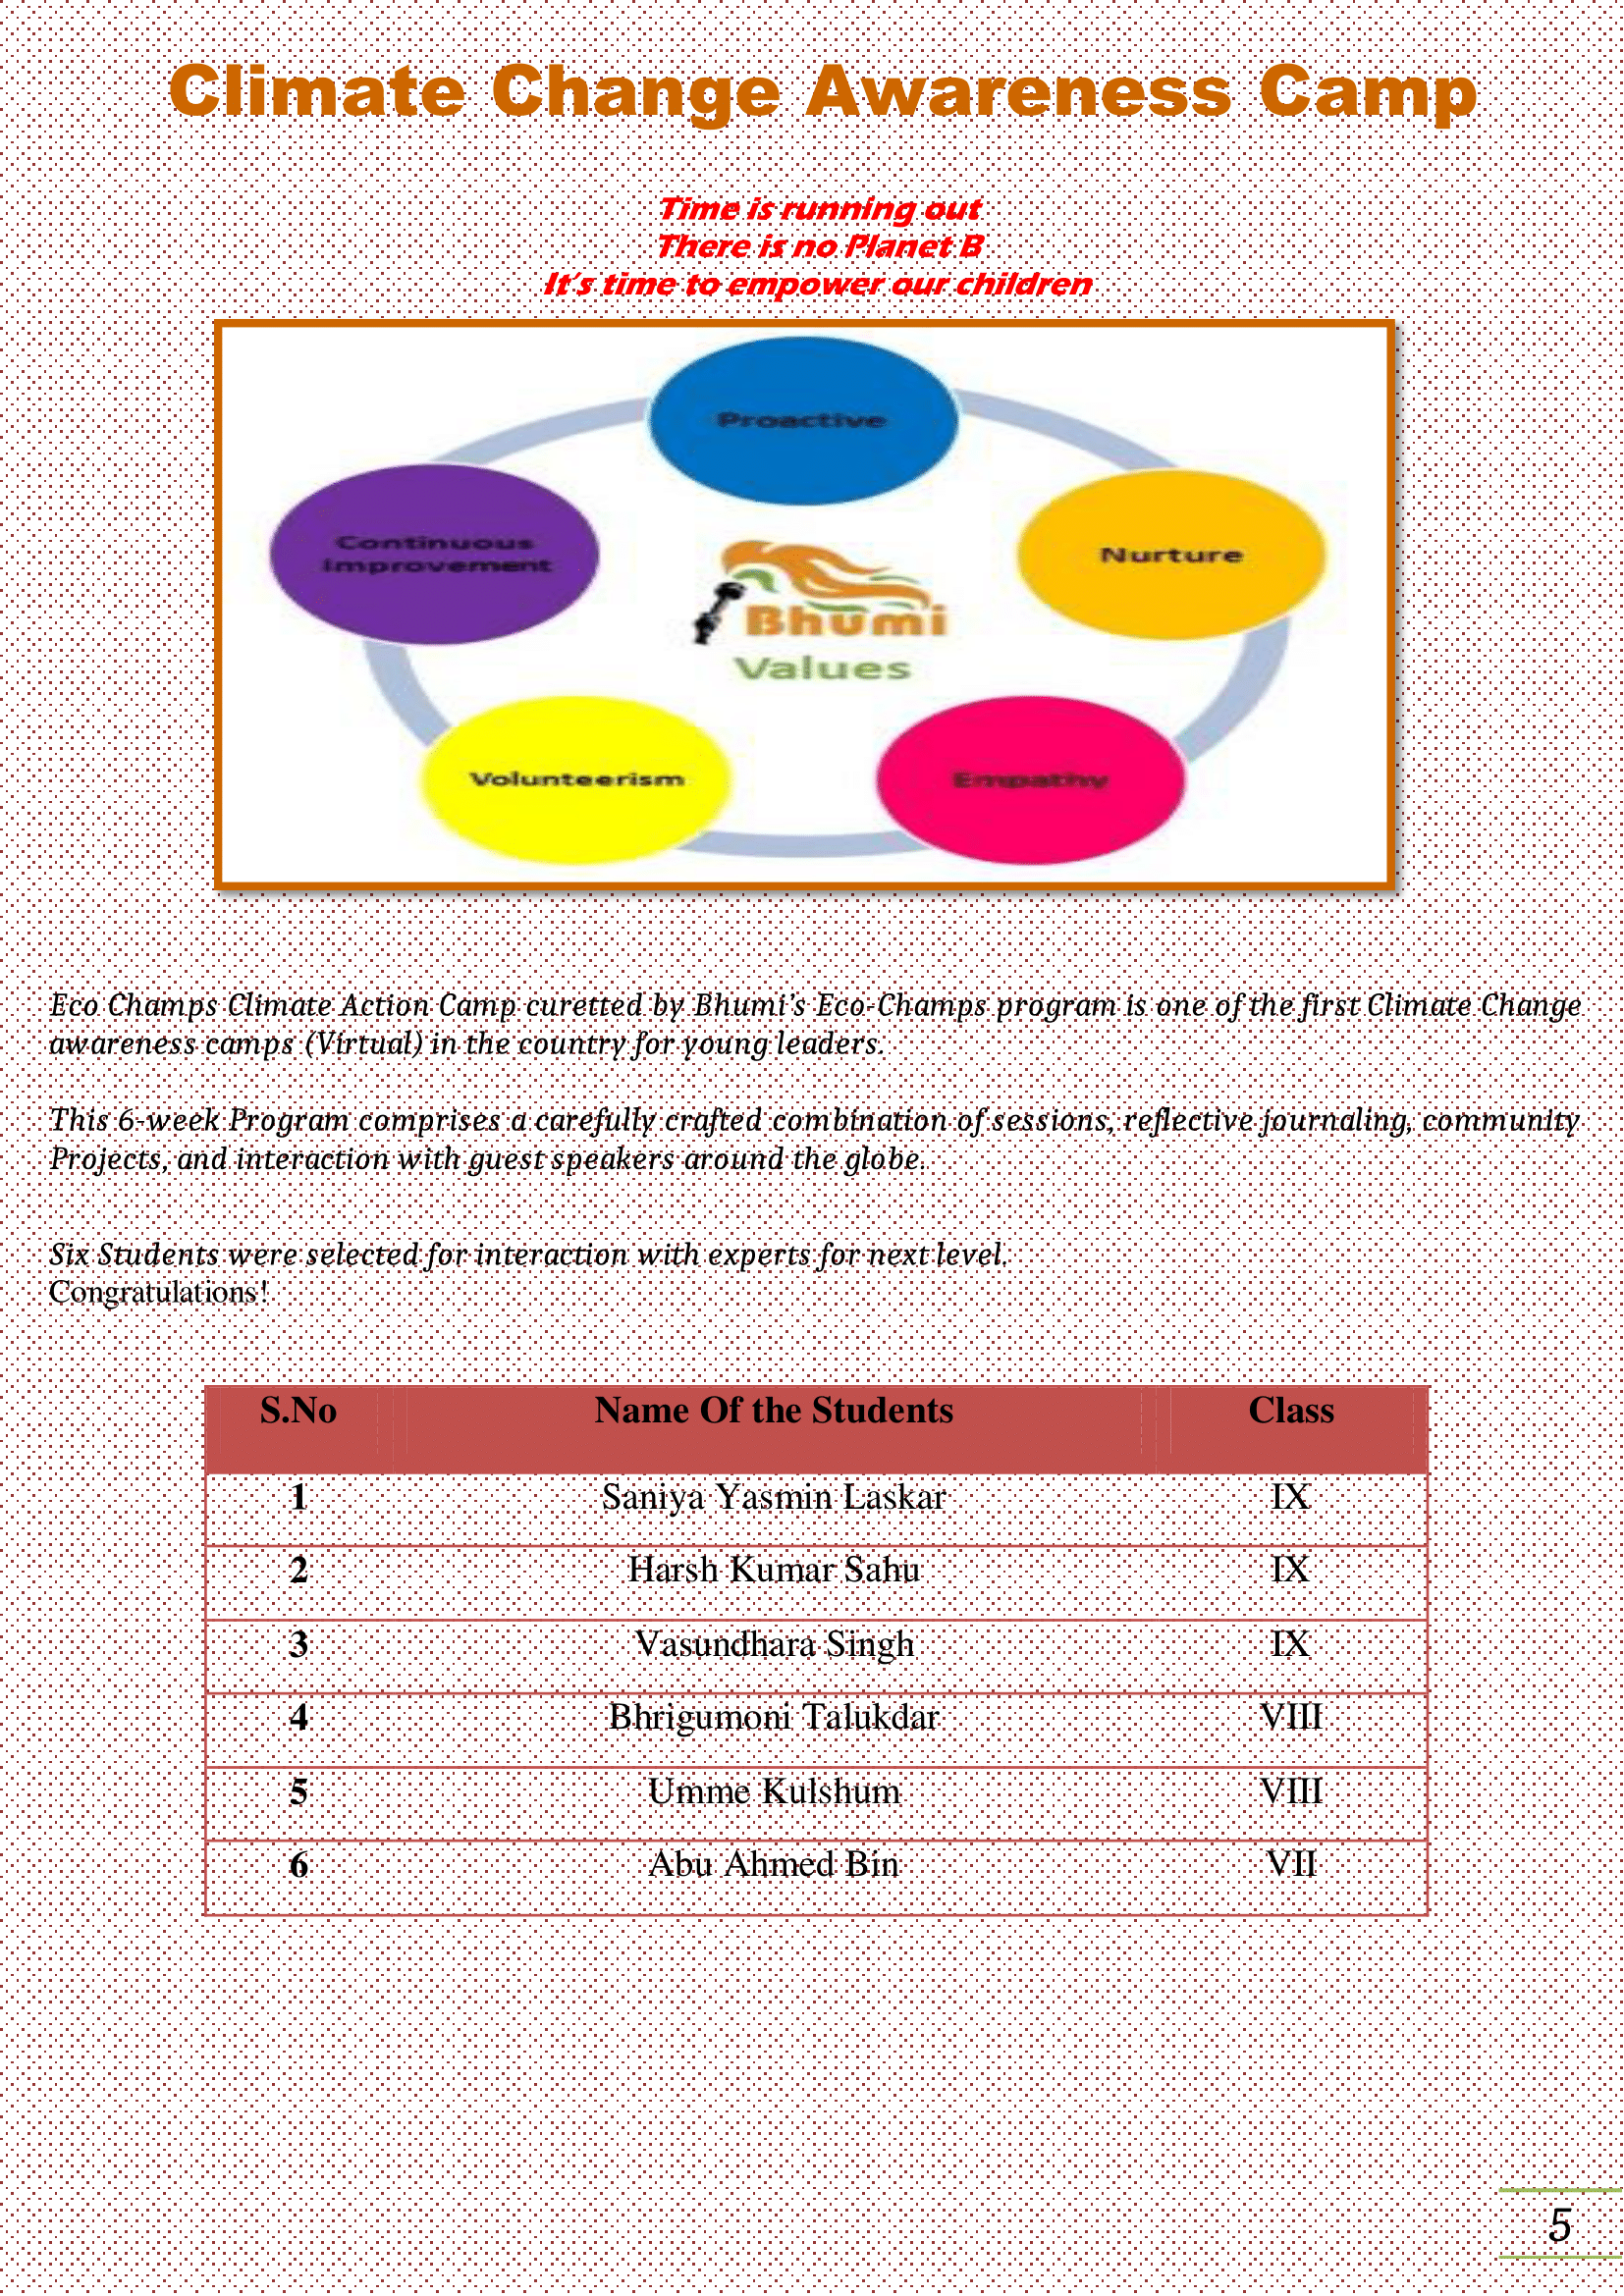 Climate Change Awareness Camp
Time is running out
There is no Planet B
It's time to empower our children
Proactive
Continuous
Improvement
Nurture
Bhumi
Values
Volunteerism
Empathy
Eco Champs Climate Action Camp curetted by Bhumi's Eco-Champs program is one of the first Climate Change
awareness camps (Virtual) in the country for young leaders.
This 6-week Program comprises a carefully crafted combination of sessions, reflective journaling, community
Projects, and interaction with guest speakers around the globe.
Six Students were selected for interaction with experts for next level.
Congratulations!
S.No Name Of the Students Class
1 Saniya Yasmin Laskar IX
2 Harsh Kumar Sahu IX
3 Vasundhara Singh IX
4 Bhrigumoni Talukdar VIII
5 Umme Kulshum VIII
6 Abu Ahmed Bin VII
5